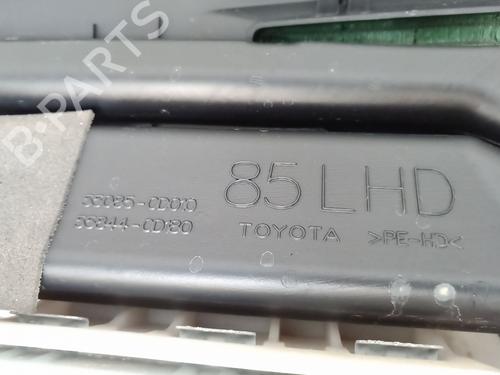 B-PARTS
85 LHD
55085-0D010
55844-0D180
TOYOTA >PE-HD<